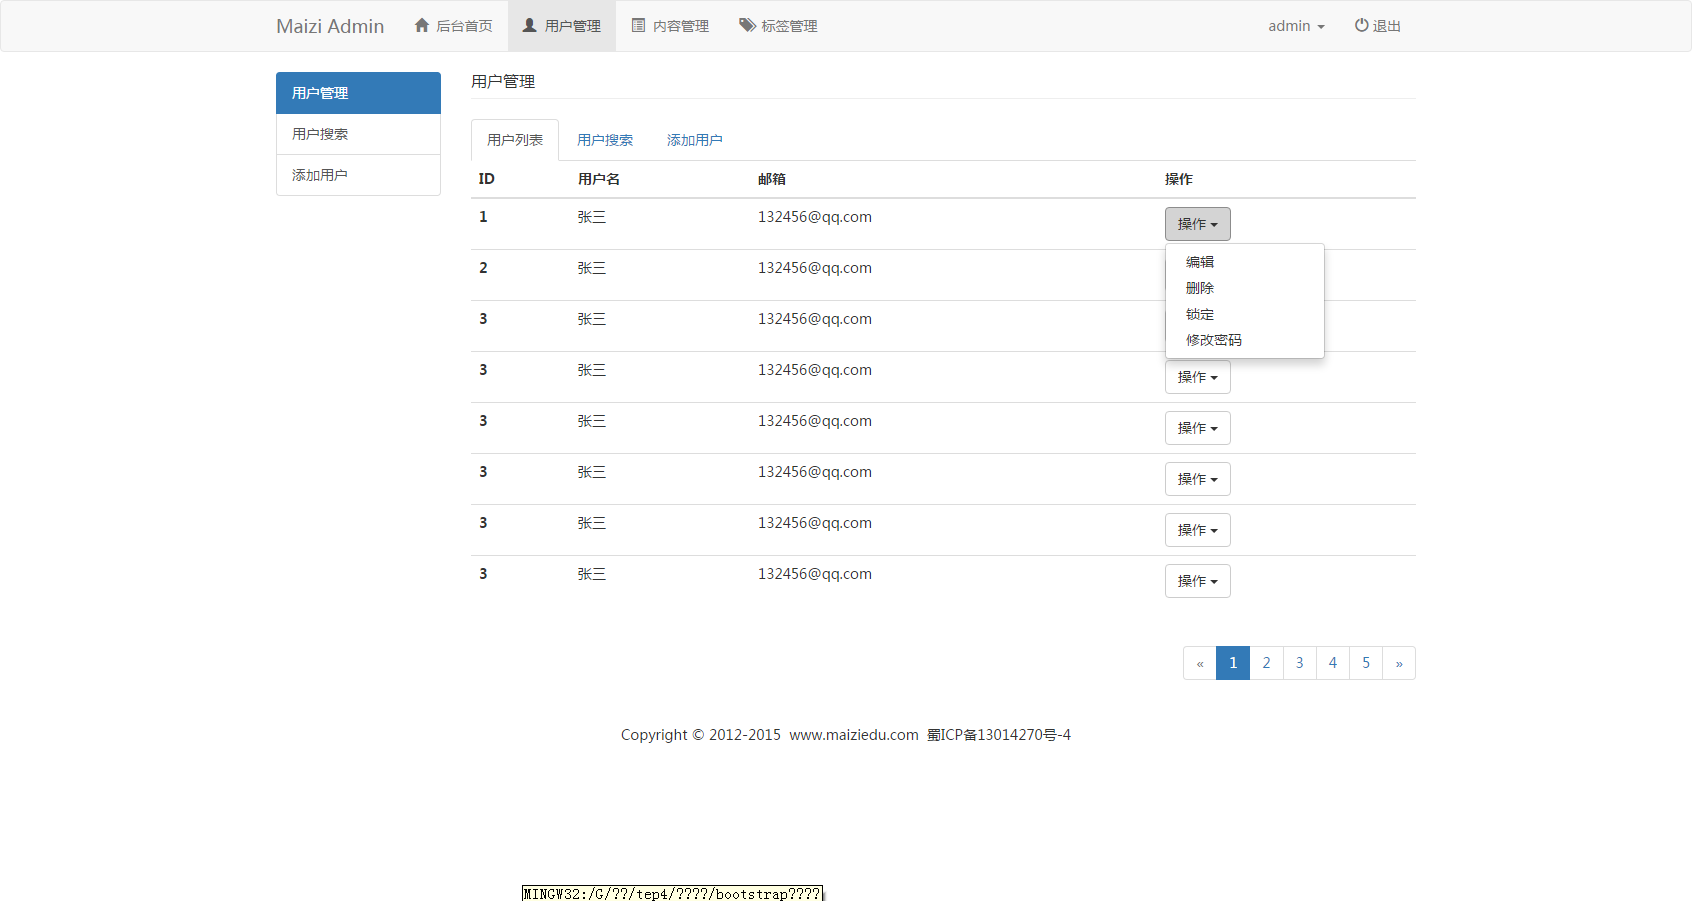 Maizi Admin 后台首页 用户管理 内容管理 标签管理 admin 退出
用户管理
用户搜索
添加用户
用户管理
用户列表 用户搜索 添加用户
ID 用户名 邮箱 操作
1 张三 132456@qq.com 操作
编辑
删除
锁定
修改密码
2 张三 132456@qq.com
3 张三 132456@qq.com
3 张三 132456@qq.com 操作
3 张三 132456@qq.com 操作
3 张三 132456@qq.com 操作
3 张三 132456@qq.com 操作
3 张三 132456@qq.com 操作
« 1 2 3 4 5 »
Copyright © 2012-2015 www.maiziedu.com 蜀ICP备13014270号-4
MINGW32:/G/??/tep4/????/bootstrap????